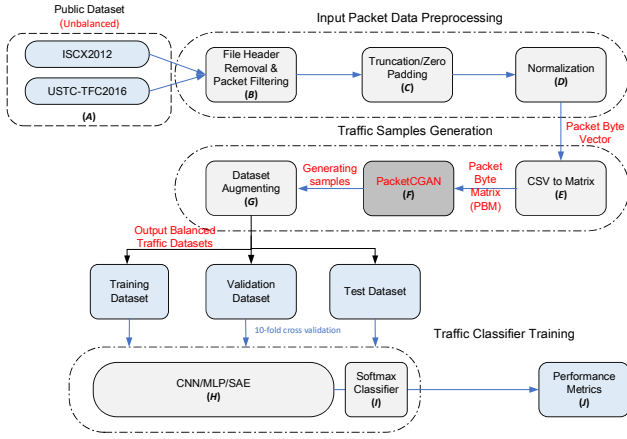 Public Dataset
(Unbalanced)
ISCX2012
USTC-TFC2016
(A)
Input Packet Data Preprocessing
File Header
Removal &
Packet Filtering
(B)
Truncation/Zero
Padding
(C)
Normalization
(D)
Packet Byte
Vector
Traffic Samples Generation
Dataset
Augmenting
(G)
Generating
samples
PacketCGAN
(F)
Packet
Byte
Matrix
(PBM)
CSV to Matrix
(E)
Output Balanced
Traffic Datasets
Training
Dataset
Validation
Dataset
Test Dataset
10-fold cross validation
Traffic Classifier Training
CNN/MLP/SAE
(H)
Softmax
Classifier
(I)
Performance
Metrics
(J)